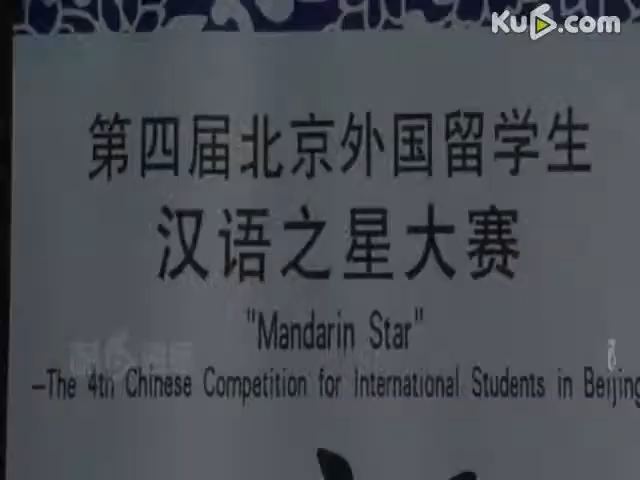 Ku6.com
第四届北京外国留学生
汉语之星大赛
"Mandarin Star"
—The 4th Chinese Competition for International Students in Beijing